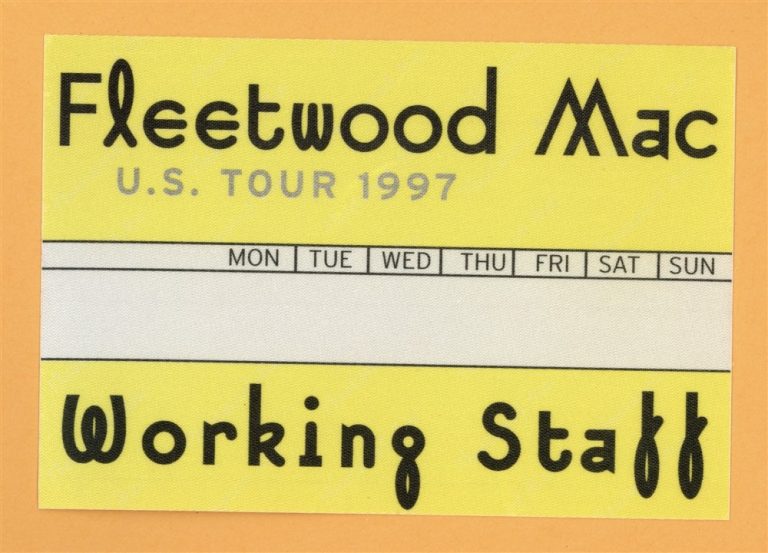 Fleetwood Mac
U.S. TOUR 1997
MON TUE WED THU FRI SAT SUN
Working Staff